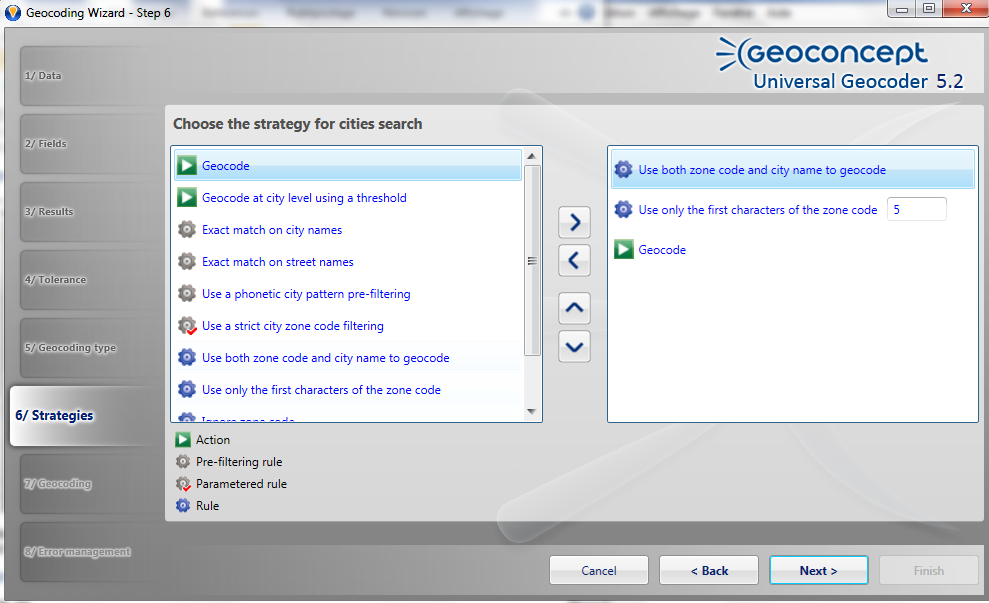 Geocoding Wizard - Step 6
Geoconcept
Universal Geocoder 5.2
1/ Data
2/ Fields
3/ Results
4/ Tolerance
5/ Geocoding type
6/ Strategies
7/ Geocoding
8/ Error management
Choose the strategy for cities search
Geocode
Geocode at city level using a threshold
Exact match on city names
Exact match on street names
Use a phonetic city pattern pre-filtering
Use a strict city zone code filtering
Use both zone code and city name to geocode
Use only the first characters of the zone code
Ignore zone code
Use both zone code and city name to geocode
Use only the first characters of the zone code 5
Geocode
Action
Pre-filtering rule
Parametered rule
Rule
Cancel
< Back
Next >
Finish